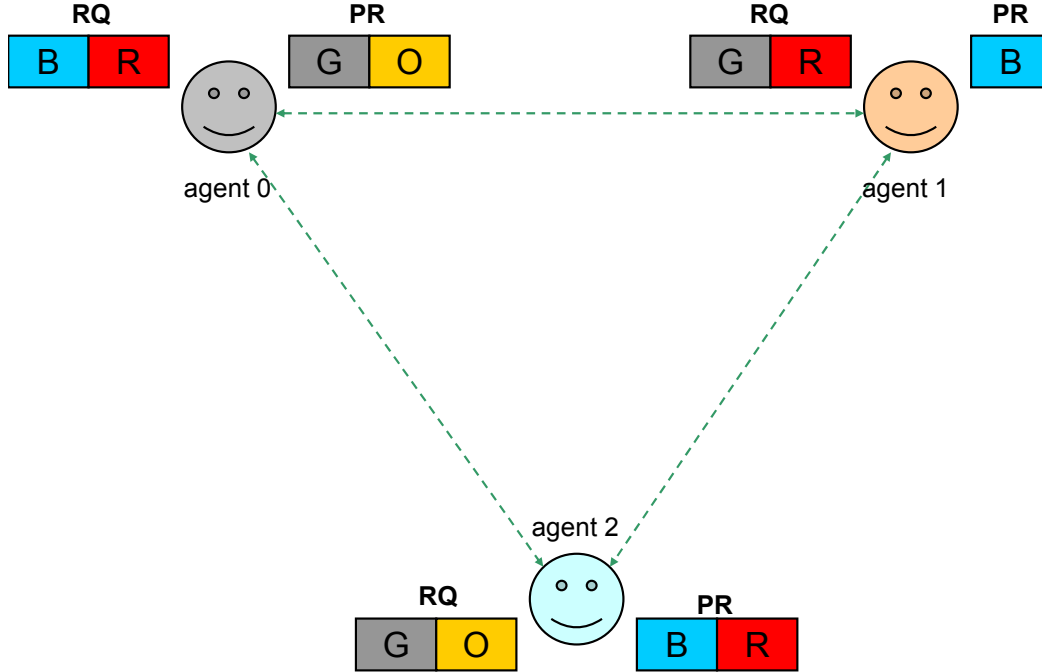 RQ PR RQ PR
B R G O G R B
agent 0 agent 1
agent 2
RQ PR
G O B R